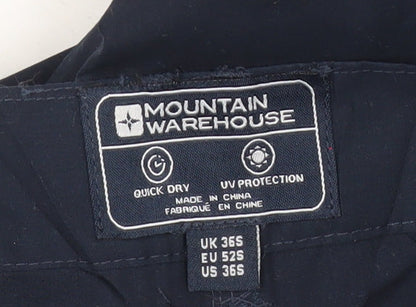 MOUNTAIN
WAREHOUSE
QUICK DRY UV PROTECTION
MADE IN CHINA
FABRIQUÉ EN CHINE
UK 36S
EU 52S
US 36S